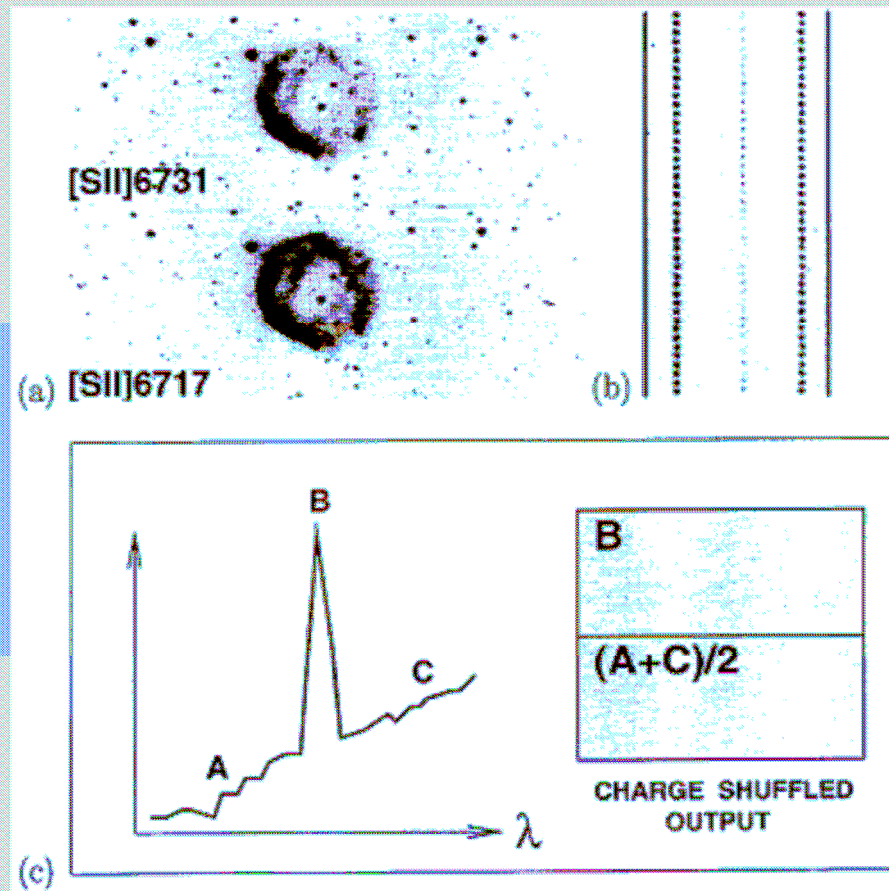 [SII]6731
(a) [SII]6717
(b)
B
A
C
λ
B
(A+C)/2
CHARGE SHUFFLED
OUTPUT
(c)